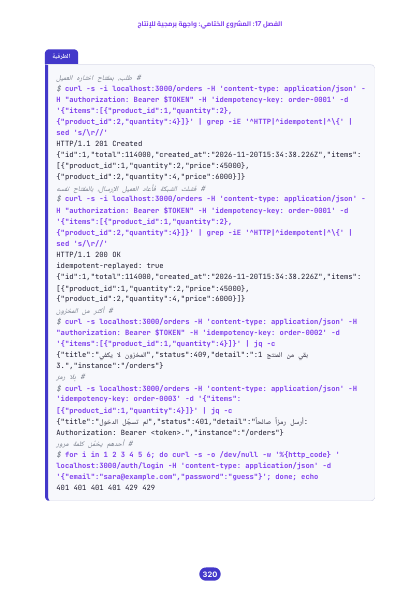 الفصل 17: المشروع الختامي: واجهة برمجية للإنتاج
الطرفية
# طلب، بمفتاح اختاره العميل
$ curl -s -i localhost:3000/orders -H 'content-type: application/json' -
H "authorization: Bearer $TOKEN" -H 'idempotency-key: order-0001' -d
'{"items":[{"product_id":1,"quantity":2},
{"product_id":2,"quantity":4}]}' | grep -iE '^HTTP|^idempotent|^\{' |
sed 's/\r//'
HTTP/1.1 201 Created
{"id":1,"total":114000,"created_at":"2026-11-20T15:34:38.226Z","items":
[{"product_id":1,"quantity":2,"price":45000},
{"product_id":2,"quantity":4,"price":6000}]}
# فشلت الشبكة فأعاد العميل الإرسال، بالمفتاح نفسه
$ curl -s -i localhost:3000/orders -H 'content-type: application/json' -
H "authorization: Bearer $TOKEN" -H 'idempotency-key: order-0001' -d
'{"items":[{"product_id":1,"quantity":2},
{"product_id":2,"quantity":4}]}' | grep -iE '^HTTP|^idempotent|^\{' |
sed 's/\r//'
HTTP/1.1 200 OK
idempotent-replayed: true
{"id":1,"total":114000,"created_at":"2026-11-20T15:34:38.226Z","items":
[{"product_id":1,"quantity":2,"price":45000},
{"product_id":2,"quantity":4,"price":6000}]}
# أكثر من المخزون
$ curl -s localhost:3000/orders -H 'content-type: application/json' -H
"authorization: Bearer $TOKEN" -H 'idempotency-key: order-0002' -d
'{"items":[{"product_id":1,"quantity":4}]}' | jq -c
{"title":"المخزون لا يكفي","status":409,"detail":"بقي من المنتج 1:
3.","instance":"/orders"}
# بلا رمز
$ curl -s localhost:3000/orders -H 'content-type: application/json' -H
'idempotency-key: order-0003' -d '{"items":
[{"product_id":1,"quantity":4}]}' | jq -c
{"title":"لم تسجّل الدخول","status":401,"detail":"أرسل رمزاً صالحاً:
Authorization: Bearer <token>.","instance":"/orders"}
# أحدهم يخمّن كلمة مرور
$ for i in 1 2 3 4 5 6; do curl -s -o /dev/null -w '%{http_code} '
localhost:3000/auth/login -H 'content-type: application/json' -d
'{"email":"sara@example.com","password":"guess"}'; done; echo
401 401 401 401 429 429
320